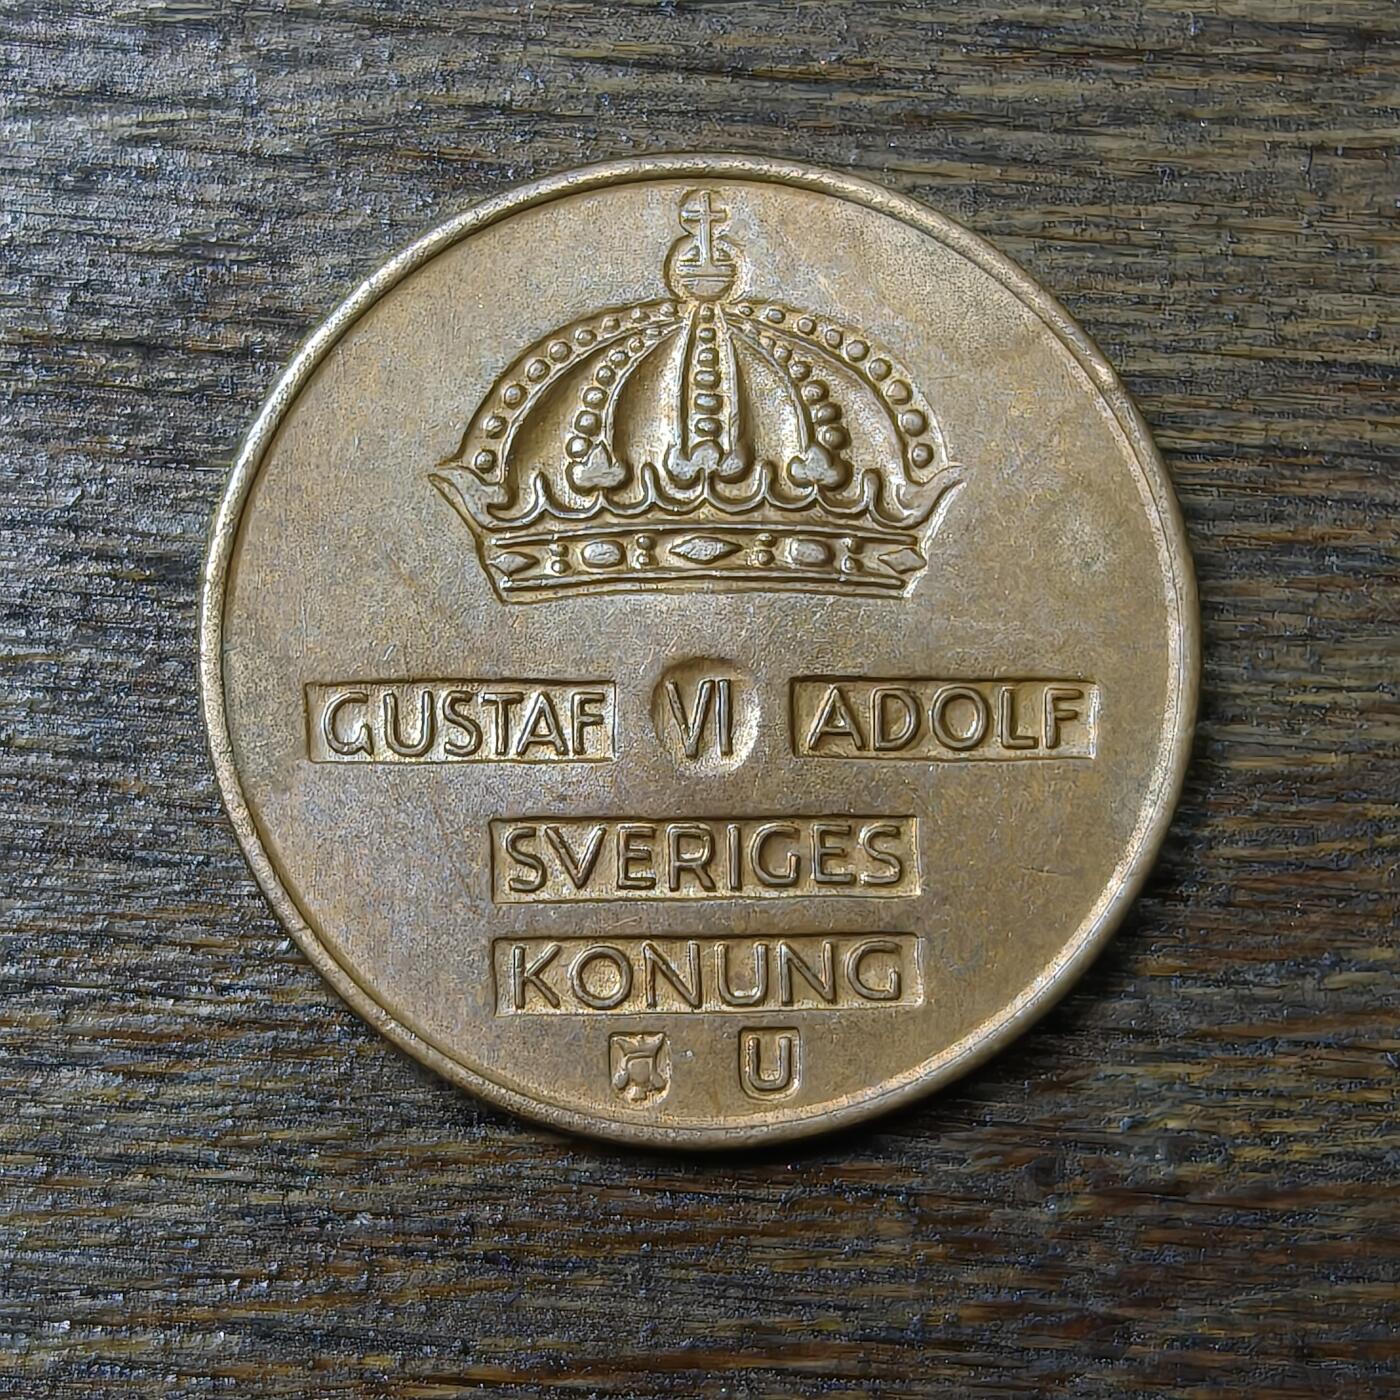 GUSTAF VI ADOLF
SVERIGES
KONUNG
U